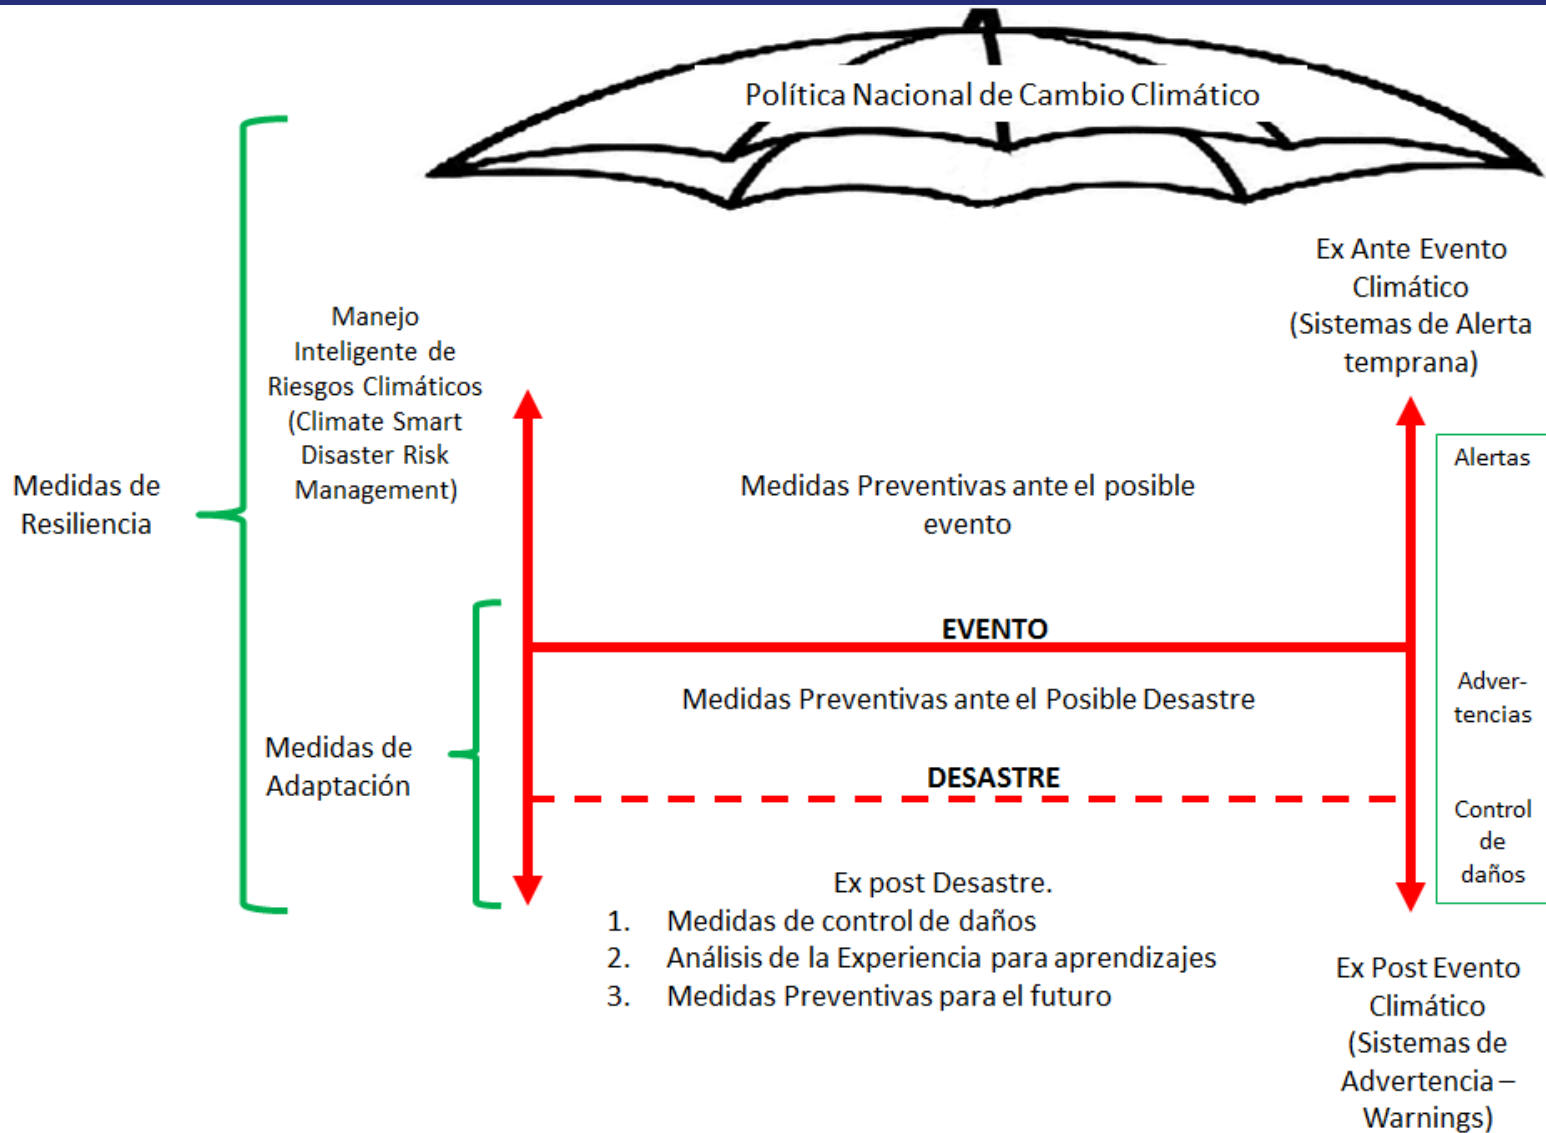 Política Nacional de Cambio Climático
Ex Ante Evento
Climático
(Sistemas de Alerta
temprana)
Manejo
Inteligente de
Riesgos Climáticos
(Climate Smart
Disaster Risk
Management)
Medidas de
Resiliencia
Medidas Preventivas ante el posible
evento
Alertas
EVENTO
Medidas Preventivas ante el Posible Desastre
Adver-
tencias
Medidas de
Adaptación
DESASTRE
Control
de
daños
Ex post Desastre.
1. Medidas de control de daños
2. Análisis de la Experiencia para aprendizajes
3. Medidas Preventivas para el futuro
Ex Post Evento
Climático
(Sistemas de
Advertencia –
Warnings)